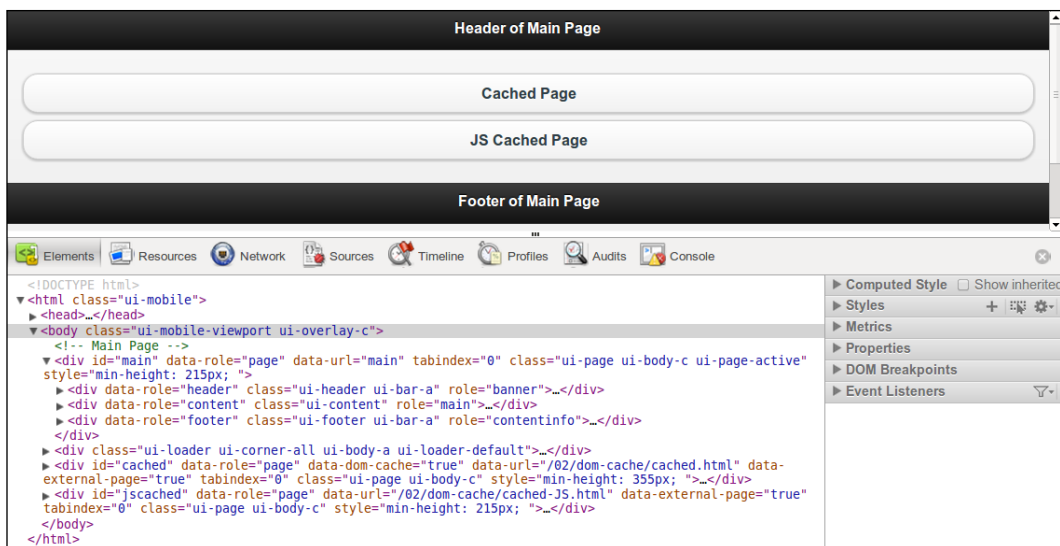 Header of Main Page
Cached Page
JS Cached Page
Footer of Main Page
Elements Resources Network Sources Timeline Profiles Audits Console
<!DOCTYPE html>
▼<html class="ui-mobile">
▶<head>…</head>
▼<body class="ui-mobile-viewport ui-overlay-c">
<!-- Main Page -->
▼<div id="main" data-role="page" data-url="main" tabindex="0" class="ui-page ui-body-c ui-page-active"
style="min-height: 215px; ">
▶<div data-role="header" class="ui-header ui-bar-a" role="banner">…</div>
▶<div data-role="content" class="ui-content" role="main">…</div>
▶<div data-role="footer" class="ui-footer ui-bar-a" role="contentinfo">…</div>
</div>
▶<div class="ui-loader ui-corner-all ui-body-a ui-loader-default">…</div>
▶<div id="cached" data-role="page" data-dom-cache="true" data-url="/02/dom-cache/cached.html" data-
external-page="true" tabindex="0" class="ui-page ui-body-c" style="min-height: 355px; ">…</div>
▶<div id="jscached" data-role="page" data-url="/02/dom-cache/cached-JS.html" data-external-page="true"
tabindex="0" class="ui-page ui-body-c" style="min-height: 215px; ">…</div>
</body>
</html>
▶ Computed Style Show inherited
▶ Styles
▶ Metrics
▶ Properties
▶ DOM Breakpoints
▶ Event Listeners